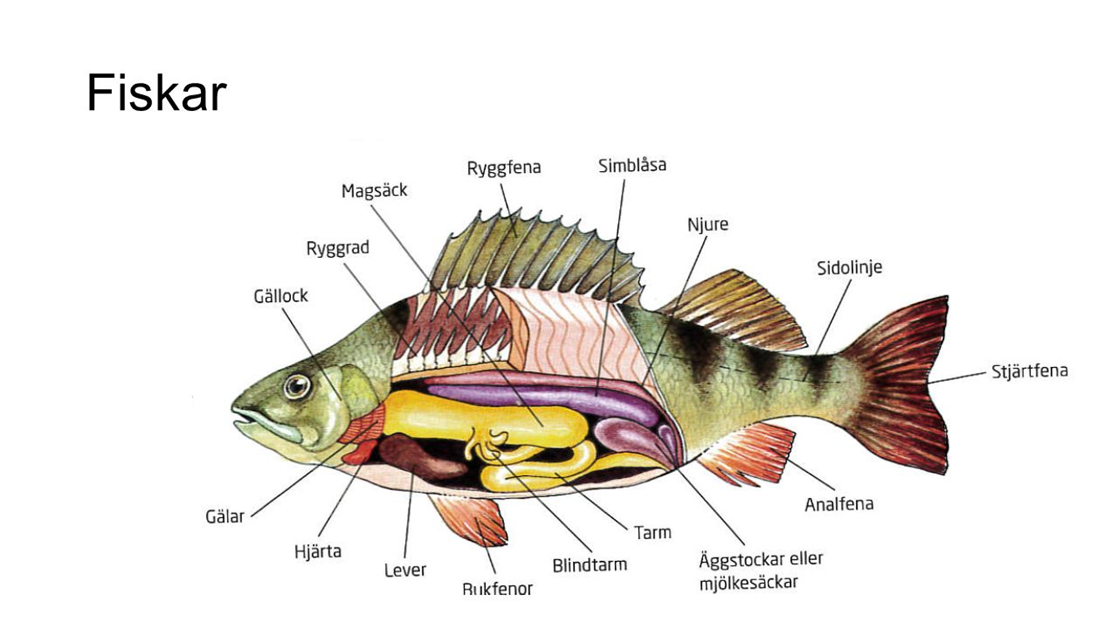 Fiskar
Ryggfena
Simblåsa
Magsäck
Njure
Ryggrad
Sidolinje
Gällock
Stjärtfena
Analfena
Gälar
Tarm
Hjärta
Äggstockar eller
mjölkesäckar
Blindtarm
Lever
Bukfenor